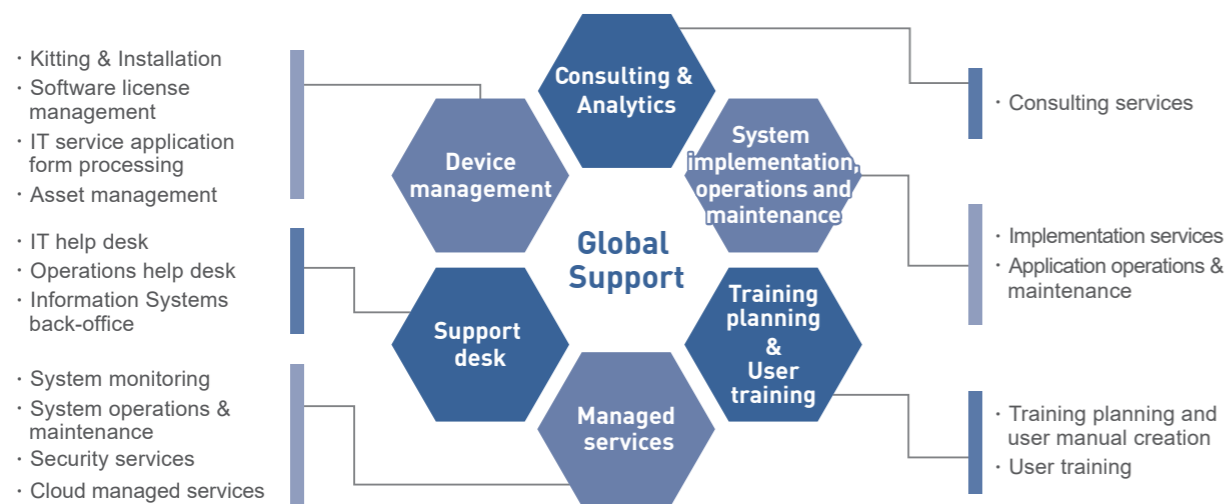 · Kitting & Installation
· Software license
management
· IT service application
form processing
· Asset management
· IT help desk
· Operations help desk
· Information Systems
back-office
· System monitoring
· System operations &
maintenance
· Security services
· Cloud managed services
Consulting &
Analytics
Device
management
System
implementation,
operations and
maintenance
Global
Support
Support
desk
Training
planning
&
User
training
Managed
services
· Consulting services
· Implementation services
· Application operations &
maintenance
· Training planning and
user manual creation
· User training